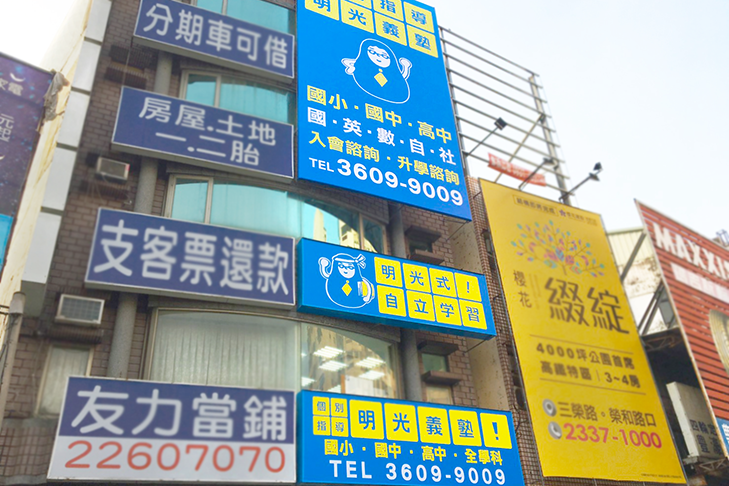 分期車可借
房屋.土地
一.二胎
支客票還款
友力當鋪
22607070
指導
明光義塾
國小·國中·高中
國·英·數·自·社
入會諮詢·升學諮詢
TEL 3609-9009
明光式!
自立學習
個別
指導
明光義塾!
國小·國中·高中·全學科
TEL 3609-9009
櫻花
綴綻
4000坪公園首席
高鐵特區|3~4房
三榮路。榮和路口
2337-1000
MAXXIS